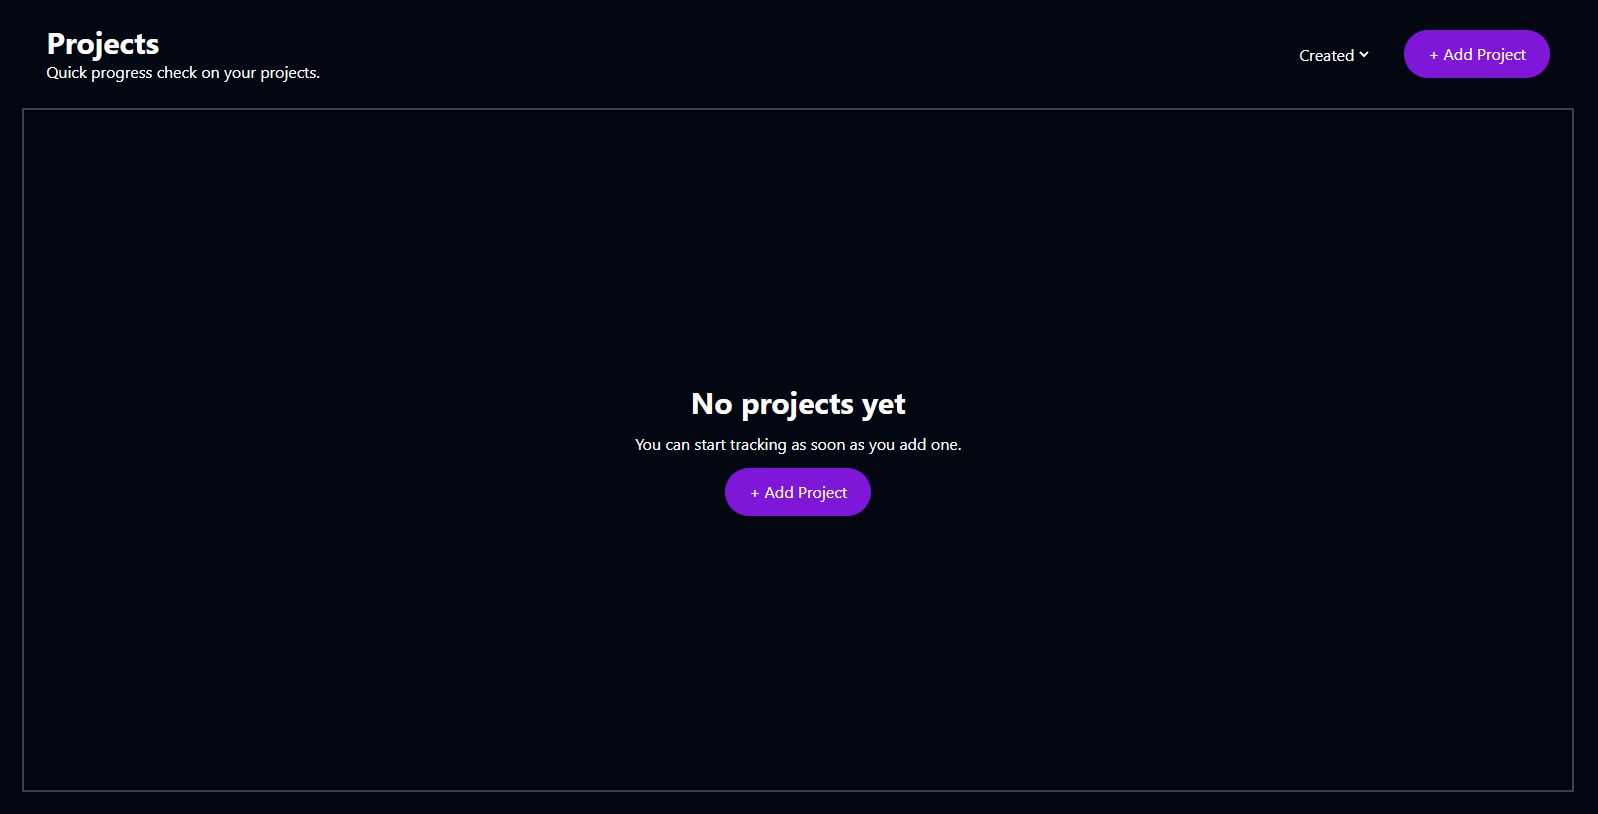 Projects
Quick progress check on your projects.
Created
+ Add Project
No projects yet
You can start tracking as soon as you add one.
+ Add Project